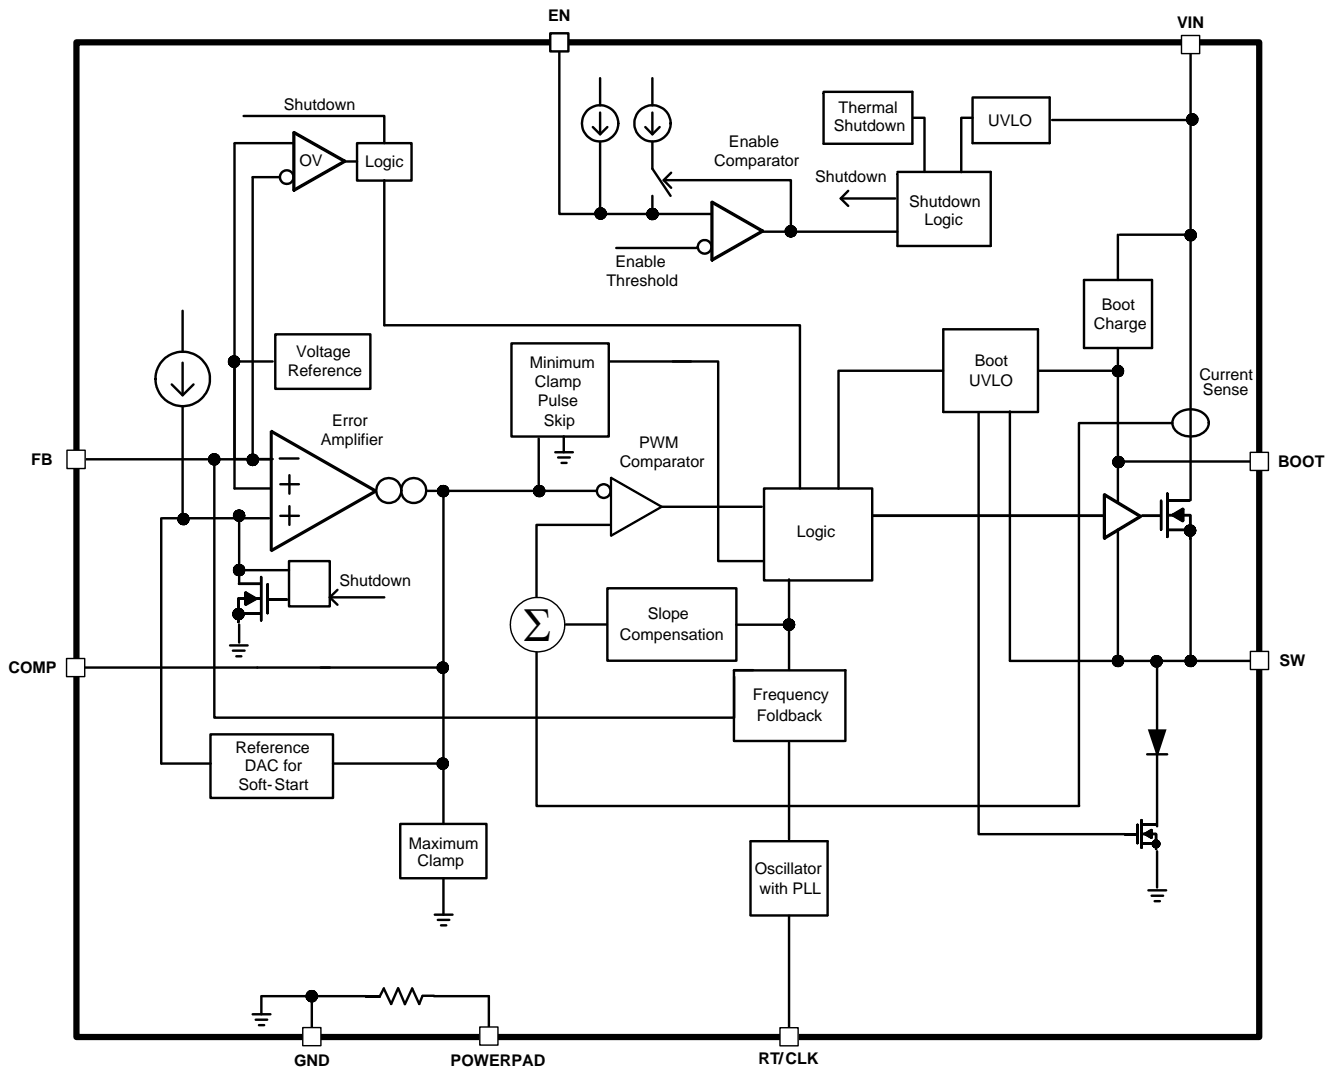 EN
VIN
Shutdown
OV
Logic
Thermal
Shutdown
UVLO
Enable
Comparator
Shutdown
Shutdown
Logic
Enable
Threshold
Boot
Charge
Voltage
Reference
Minimum
Clamp
Pulse
Skip
Boot
UVLO
Current
Sense
Error
Amplifier
PWM
Comparator
FB
BOOT
−
+
+
Logic
Shutdown
Σ
Slope
Compensation
COMP
SW
Frequency
Foldback
Reference
DAC for
Soft-Start
Maximum
Clamp
Oscillator
with PLL
GND
POWERPAD
RT/CLK